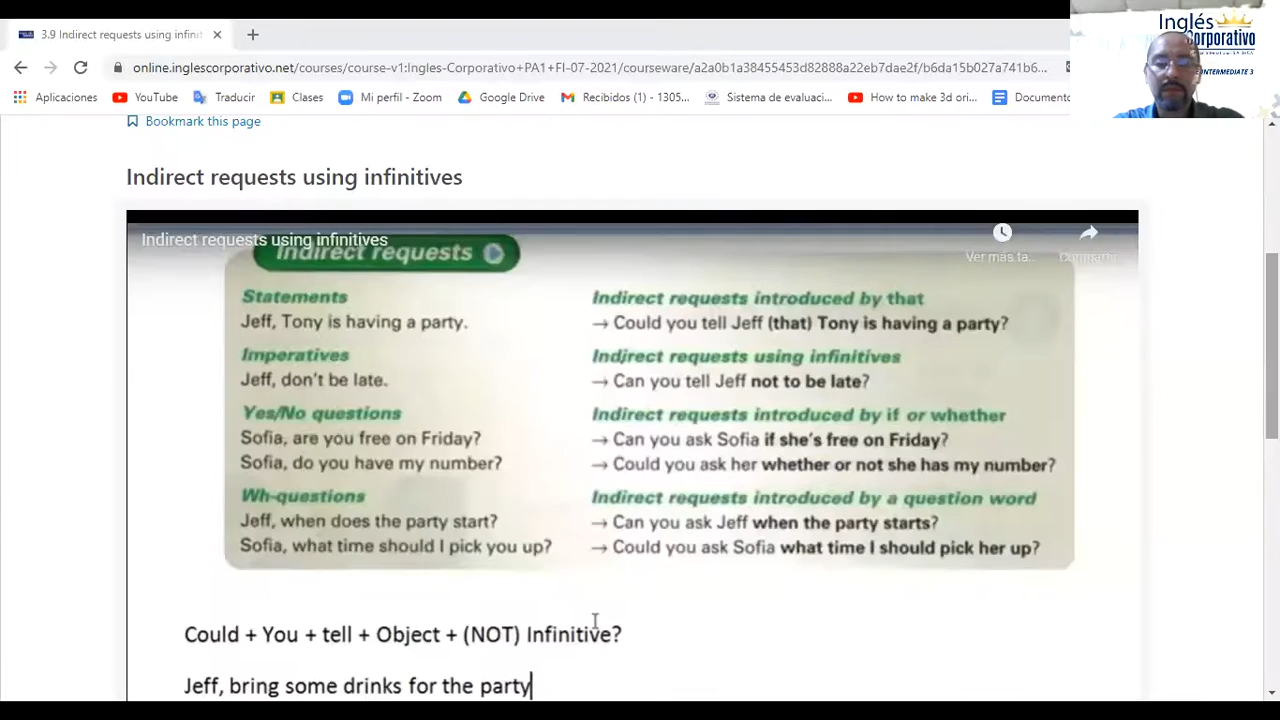 3.9 Indirect requests using infinit
online.inglescorporativo.net/courses/course-v1:Ingles-Corporativo
Aplicaciones YouTube Traducir Clases Mi perfil - Zoom Google Drive Recibidos (1) - 1305... Sistema de evaluaci... How to make 3d ori... Documento
Inglés
Corporativo
INTERMEDIATE 3
Bookmark this page
Indirect requests using infinitives
Indirect requests using infinitives
Ver más ta...
Compartir
Indirect requests
Statements
Jeff, Tony is having a party.
Imperatives
Jeff, don't be late.
Yes/No questions
Sofia, are you free on Friday?
Sofia, do you have my number?
Wh-questions
Jeff, when does the party start?
Sofia, what time should I pick you up?
Indirect requests introduced by that
→ Could you tell Jeff (that) Tony is having a party?
Indirect requests using infinitives
→ Can you tell Jeff not to be late?
Indirect requests introduced by if or whether
→ Can you ask Sofia if she's free on Friday?
→ Could you ask her whether or not she has my number?
Indirect requests introduced by a question word
→ Can you ask Jeff when the party starts?
→ Could you ask Sofia what time I should pick her up?
Could + You + tell + Object + (NOT) Infinitive?
Jeff, bring some drinks for the party